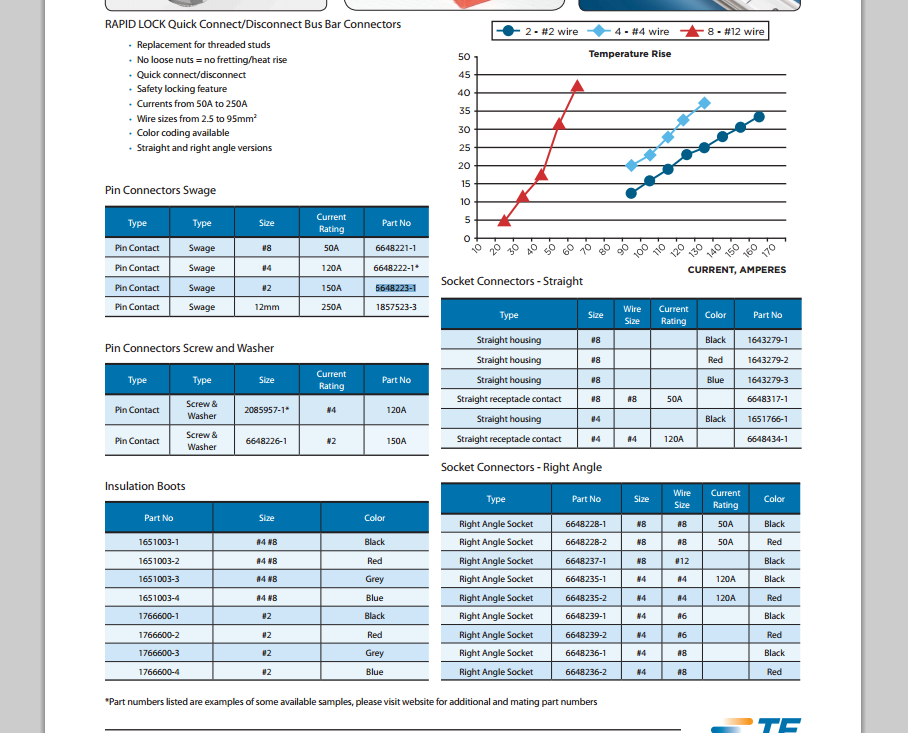 RAPID LOCK Quick Connect/Disconnect Bus Bar Connectors
• Replacement for threaded studs
• No loose nuts = no fretting/heat rise
• Quick connect/disconnect
• Safety locking feature
• Currents from 50A to 250A
• Wire sizes from 2.5 to 95mm²
• Color coding available
• Straight and right angle versions
Pin Connectors Swage
Type Type Size Current Rating Part No
Pin Contact Swage #8 50A 6648221-1
Pin Contact Swage #4 120A 6648222-1*
Pin Contact Swage #2 150A 5648223-1
Pin Contact Swage 12mm 250A 1857523-3
Pin Connectors Screw and Washer
Type Type Size Current Rating Part No
Pin Contact Screw & Washer 2085957-1* #4 120A
Pin Contact Screw & Washer 6648226-1 #2 150A
Insulation Boots
Part No Size Color
1651003-1 #4 #8 Black
1651003-2 #4 #8 Red
1651003-3 #4 #8 Grey
1651003-4 #4 #8 Blue
1766600-1 #2 Black
1766600-2 #2 Red
1766600-3 #2 Grey
1766600-4 #2 Blue
2 - #2 wire 4 - #4 wire 8 - #12 wire
Temperature Rise
50
45
40
35
30
25
20
15
10
5
0
10 20 30 40 50 60 70 80 90 100 110 120 130 140 150 160 170
CURRENT, AMPERES
Socket Connectors - Straight
Type Size Wire Size Current Rating Color Part No
Straight housing #8 Black 1643279-1
Straight housing #8 Red 1643279-2
Straight housing #8 Blue 1643279-3
Straight receptacle contact #8 #8 50A 6648317-1
Straight housing #4 Black 1651766-1
Straight receptacle contact #4 #4 120A 6648434-1
Socket Connectors - Right Angle
Type Part No Size Wire Size Current Rating Color
Right Angle Socket 6648228-1 #8 #8 50A Black
Right Angle Socket 6648228-2 #8 #8 50A Red
Right Angle Socket 6648237-1 #8 #12 Black
Right Angle Socket 6648235-1 #4 #4 120A Black
Right Angle Socket 6648235-2 #4 #4 120A Red
Right Angle Socket 6648239-1 #4 #6 Black
Right Angle Socket 6648239-2 #4 #6 Red
Right Angle Socket 6648236-1 #4 #8 Black
Right Angle Socket 6648236-2 #4 #8 Red
*Part numbers listed are examples of some available samples, please visit website for additional and mating part numbers
TE